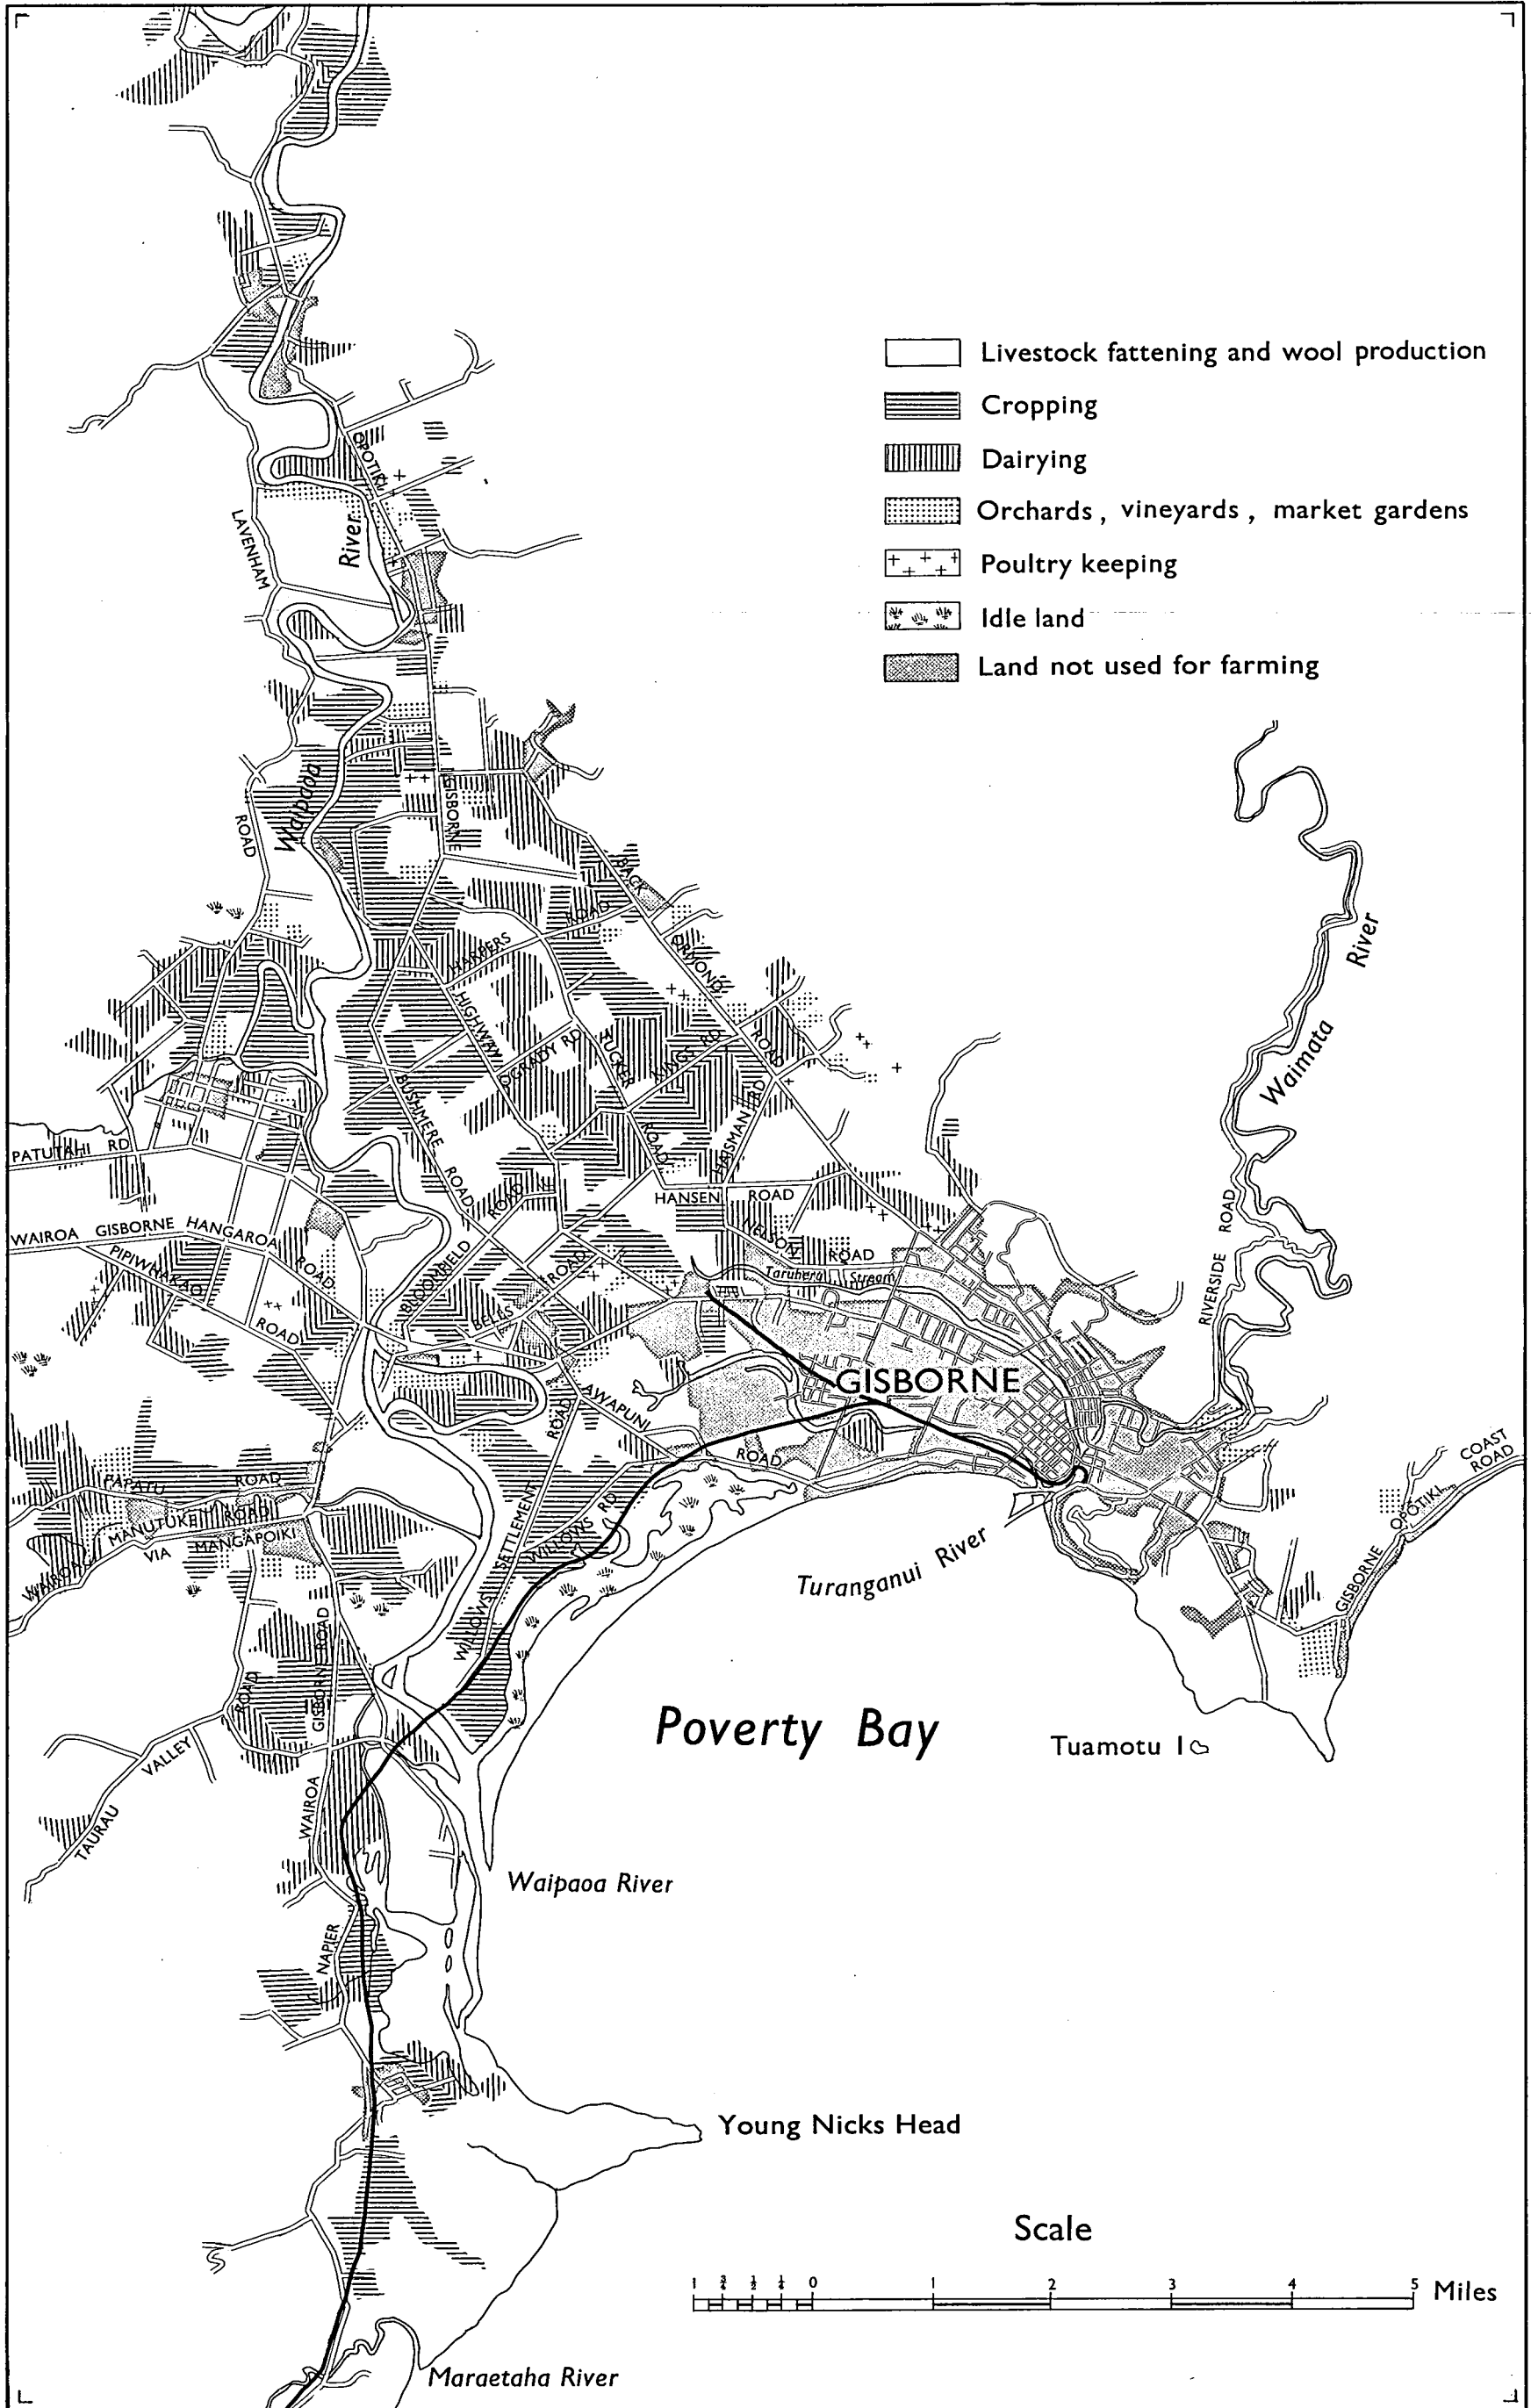 Livestock fattening and wool production
Cropping
Dairying
Orchards, vineyards, market gardens
Poultry keeping
Idle land
Land not used for farming
OPOTIKI
LAVENHAM
River
Waipaoa
ROAD
GISBORNE
BACK
ORMOND
ROAD
HARPERS
ROAD
HIGHWAY
OGRADY RD
TUCKER
ROAD
KINGS RD
HAISMAN RD
BUSHMERE
ROAD
River
Waimata
PATUTAHI RD
HANSEN ROAD
WAIROA GISBORNE HANGAROA
ROAD
PIPIWHAKAO
ROAD
NELSON ROAD
Taruheru Stream
BLOOMFIELD
ROAD
BELLS
ROAD
RIVERSIDE ROAD
GISBORNE
AWAPUNI
ROAD
PAPATU ROAD
MANUTUKE ROAD
WAIROA
VIA MANGAPOIKI
WILLOWS SETTLEMENT
ROAD
WILLOWS RD
COAST
ROAD
OPOTIKI
GISBORNE
Turanganui River
GISBORNE ROAD
WAIROA
ROAD
VALLEY
TAURAU
Poverty Bay
Tuamotu I
Waipaoa River
NAPIER
Young Nicks Head
Scale
1 ¾ ½ ¼ 0 1 2 3 4 5 Miles
Maraetaha River